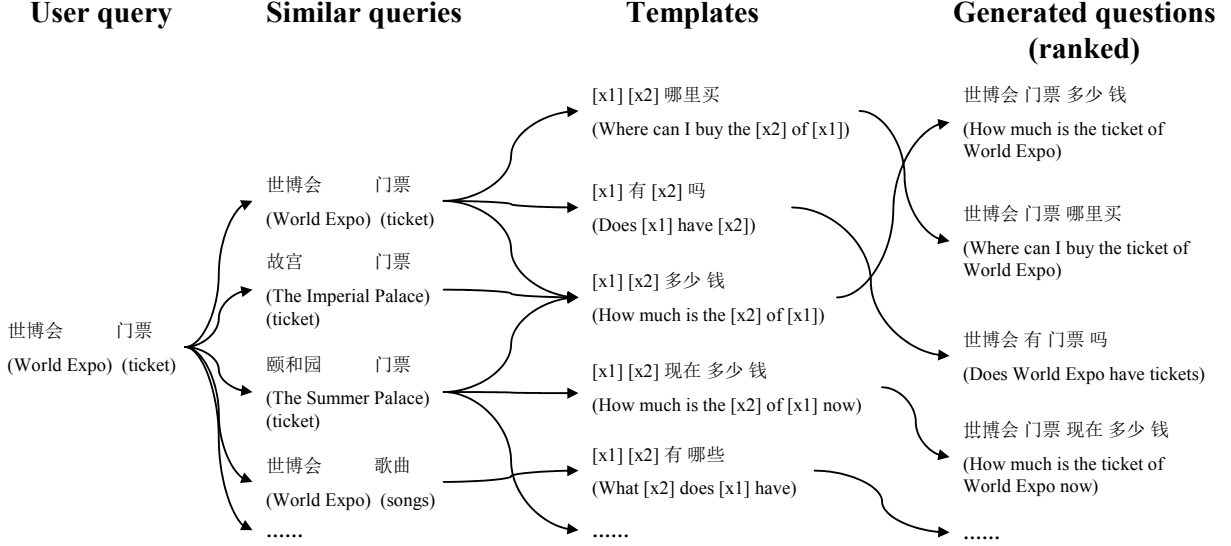 User query
Similar queries
Templates
Generated questions
(ranked)
世博会 门票
(World Expo) (ticket)
世博会 门票
(World Expo) (ticket)
故宫 门票
(The Imperial Palace)
(ticket)
颐和园 门票
(The Summer Palace)
(ticket)
世博会 歌曲
(World Expo) (songs)
......
[x1] [x2] 哪里买
(Where can I buy the [x2] of [x1])
[x1] 有 [x2] 吗
(Does [x1] have [x2])
[x1] [x2] 多少 钱
(How much is the [x2] of [x1])
[x1] [x2] 现在 多少 钱
(How much is the [x2] of [x1] now)
[x1] [x2] 有 哪些
(What [x2] does [x1] have)
......
世博会 门票 多少 钱
(How much is the ticket of
World Expo)
世博会 门票 哪里买
(Where can I buy the ticket of
World Expo)
世博会 有 门票 吗
(Does World Expo have tickets)
世博会 门票 现在 多少 钱
(How much is the ticket of
World Expo now)
......